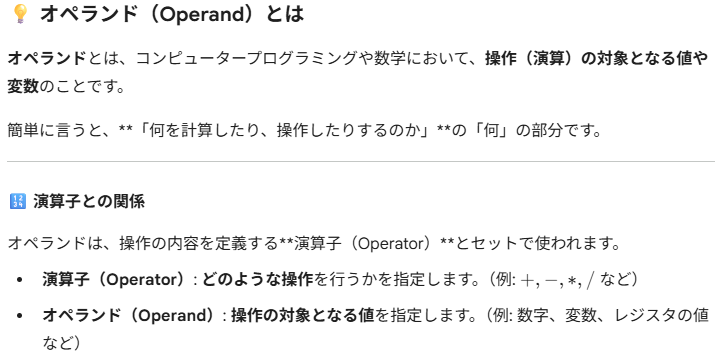 💡 オペランド（Operand）とは
オペランドとは、コンピュータープログラミングや数学において、操作（演算）の対象となる値や
変数のことです。
簡単に言うと、**「何を計算したり、操作したりするのか」**の「何」の部分です。
🔢 演算子との関係
オペランドは、操作の内容を定義する**演算子（Operator）**とセットで使われます。
• 演算子（Operator）: どのような操作を行うかを指定します。（例: +, −, *, / など）
• オペランド（Operand）: 操作の対象となる値を指定します。（例: 数字、変数、レジスタの値
など）